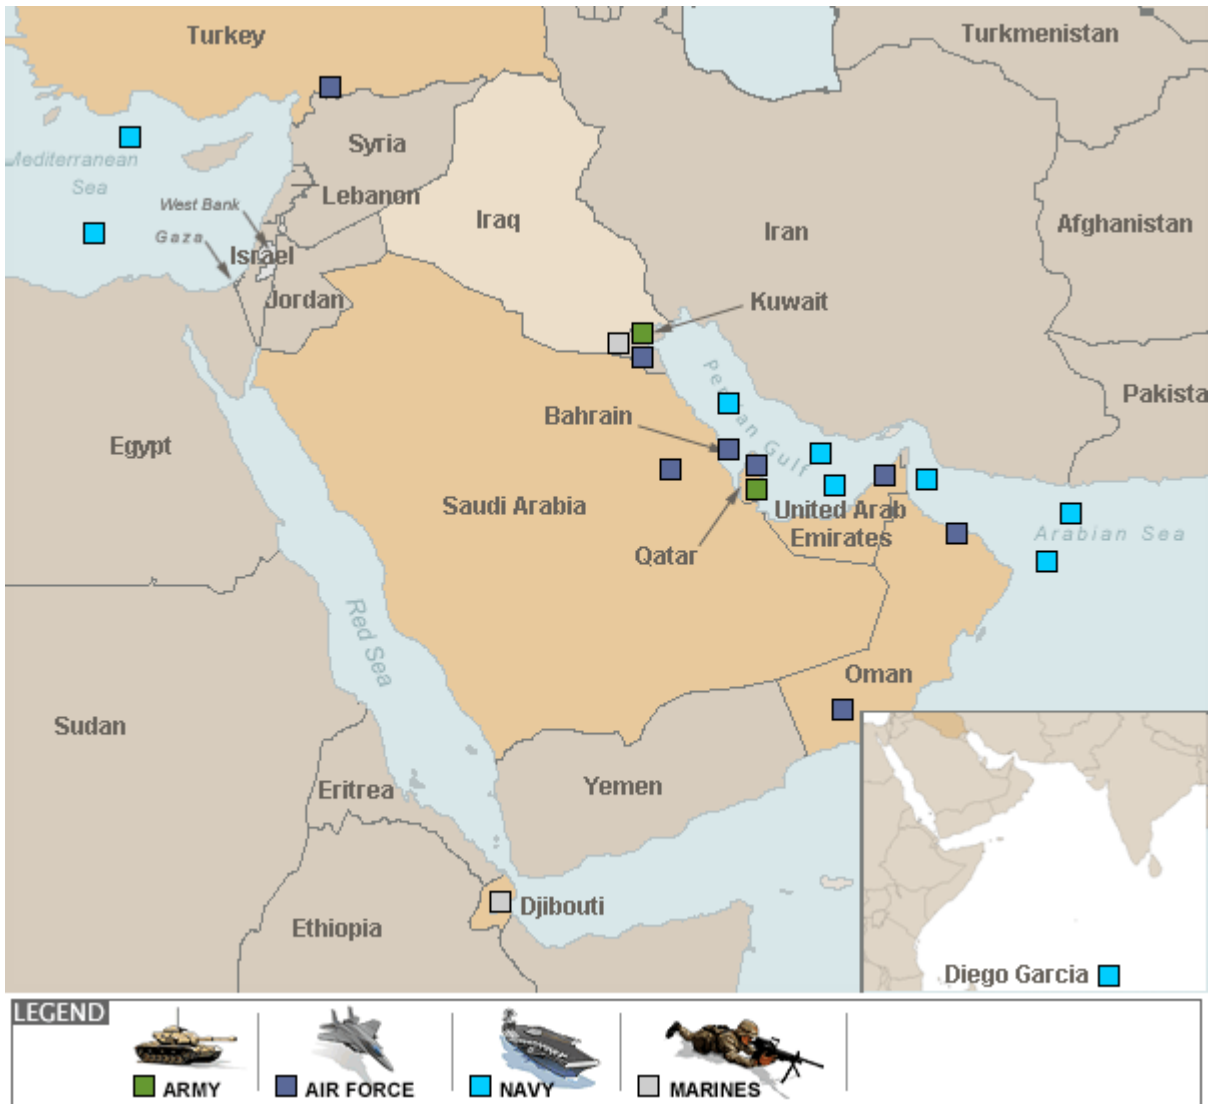 Turkey
Turkmenistan
Syria
Mediterranean
Sea
West Bank
Lebanon
Gaza
Israel
Iraq
Iran
Afghanistan
Jordan
Kuwait
Pakista
Persian Gulf
Bahrain
Egypt
Saudi Arabia
United Arab
Emirates
Arabian Sea
Qatar
Red Sea
Oman
Sudan
Eritrea
Yemen
Djibouti
Ethiopia
Diego Garcia
LEGEND
ARMY
AIR FORCE
NAVY
MARINES